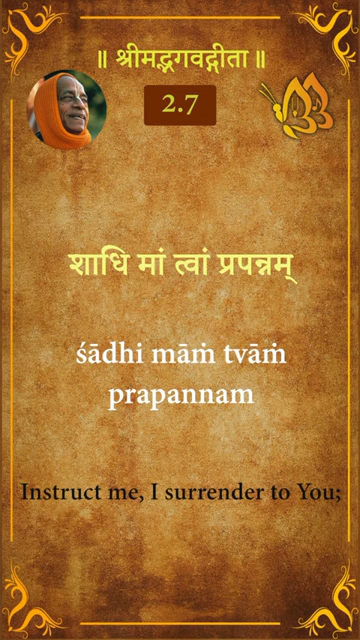 ॥ श्रीमद्भगवद्गीता ॥
2.7
शाधि मां त्वां प्रपन्नम्
śādhi māṁ tvāṁ
prapannam
Instruct me, I surrender to You;